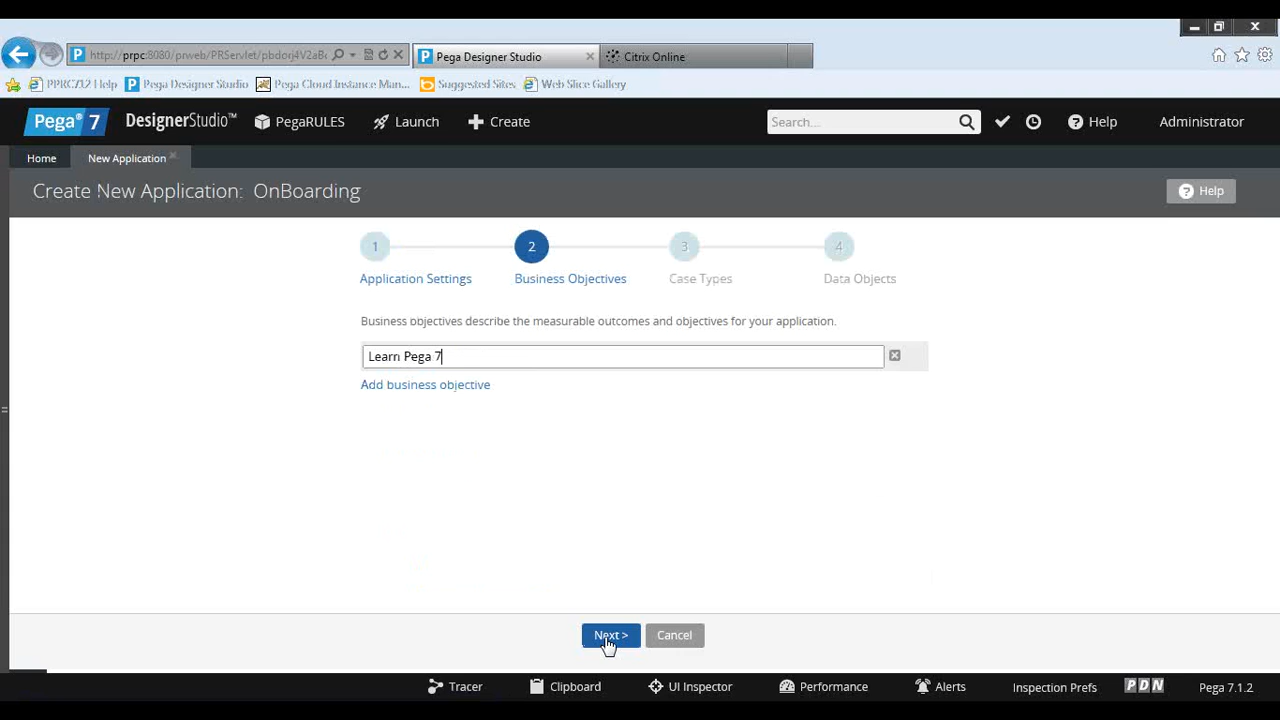 http://prpc:8080/prweb/PRServlet/
Pega Designer Studio
Citrix Online
PPRC712 Help
Pega Designer Studio
Pega Cloud Instance Man...
Suggested Sites
Web Slice Gallery
Pega® 7 DesignerStudio™ PegaRULES Launch Create Search.... Help Administrator
Home New Application
Create New Application: OnBoarding Help
1 2 3 4
Application Settings Business Objectives Case Types Data Objects
Business objectives describe the measurable outcomes and objectives for your application.
Learn Pega 7
Add business objective
Next > Cancel
Tracer Clipboard UI Inspector Performance Alerts Inspection Prefs PDN Pega 7.1.2